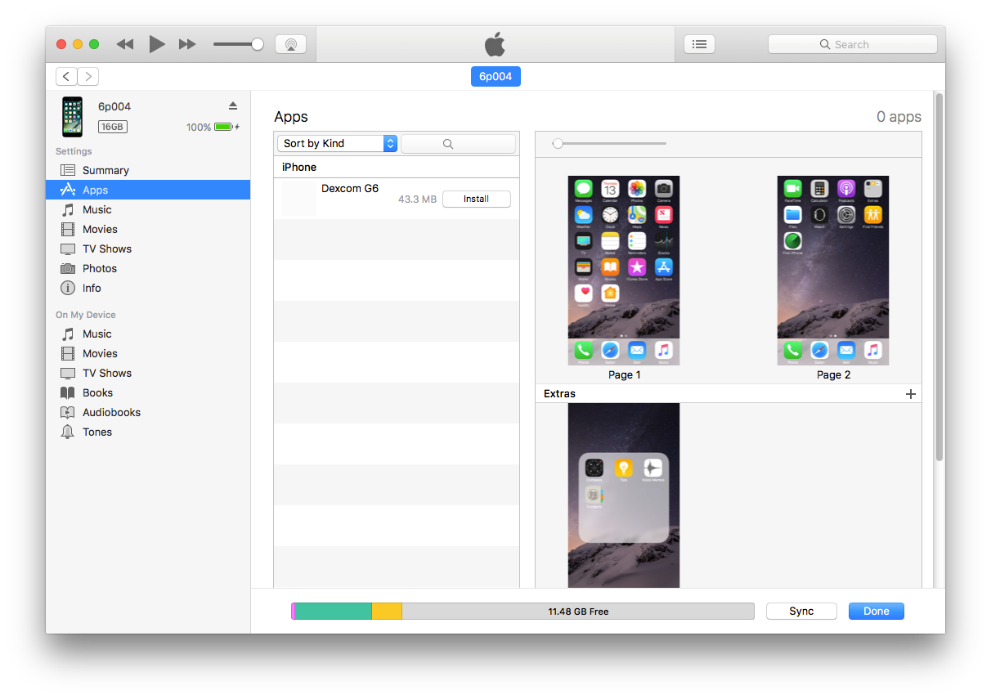 Search
6p004
6p004
16GB
100%
Settings
Summary
Apps
Music
Movies
TV Shows
Photos
Info
On My Device
Music
Movies
TV Shows
Books
Audiobooks
Tones
Apps
0 apps
Sort by Kind
iPhone
Dexcom G6
43.3 MB
Install
Page 1
Page 2
Extras
11.48 GB Free
Sync
Done